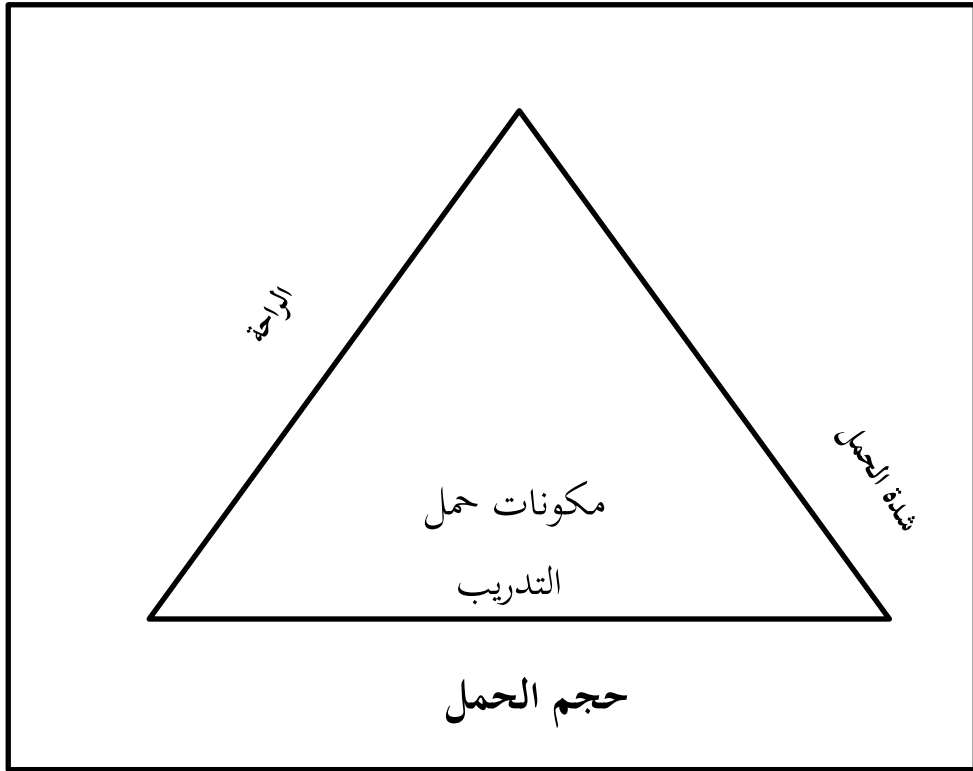 الراحة
شدة الحمل
مكونات حمل
التدريب
حجم الحمل